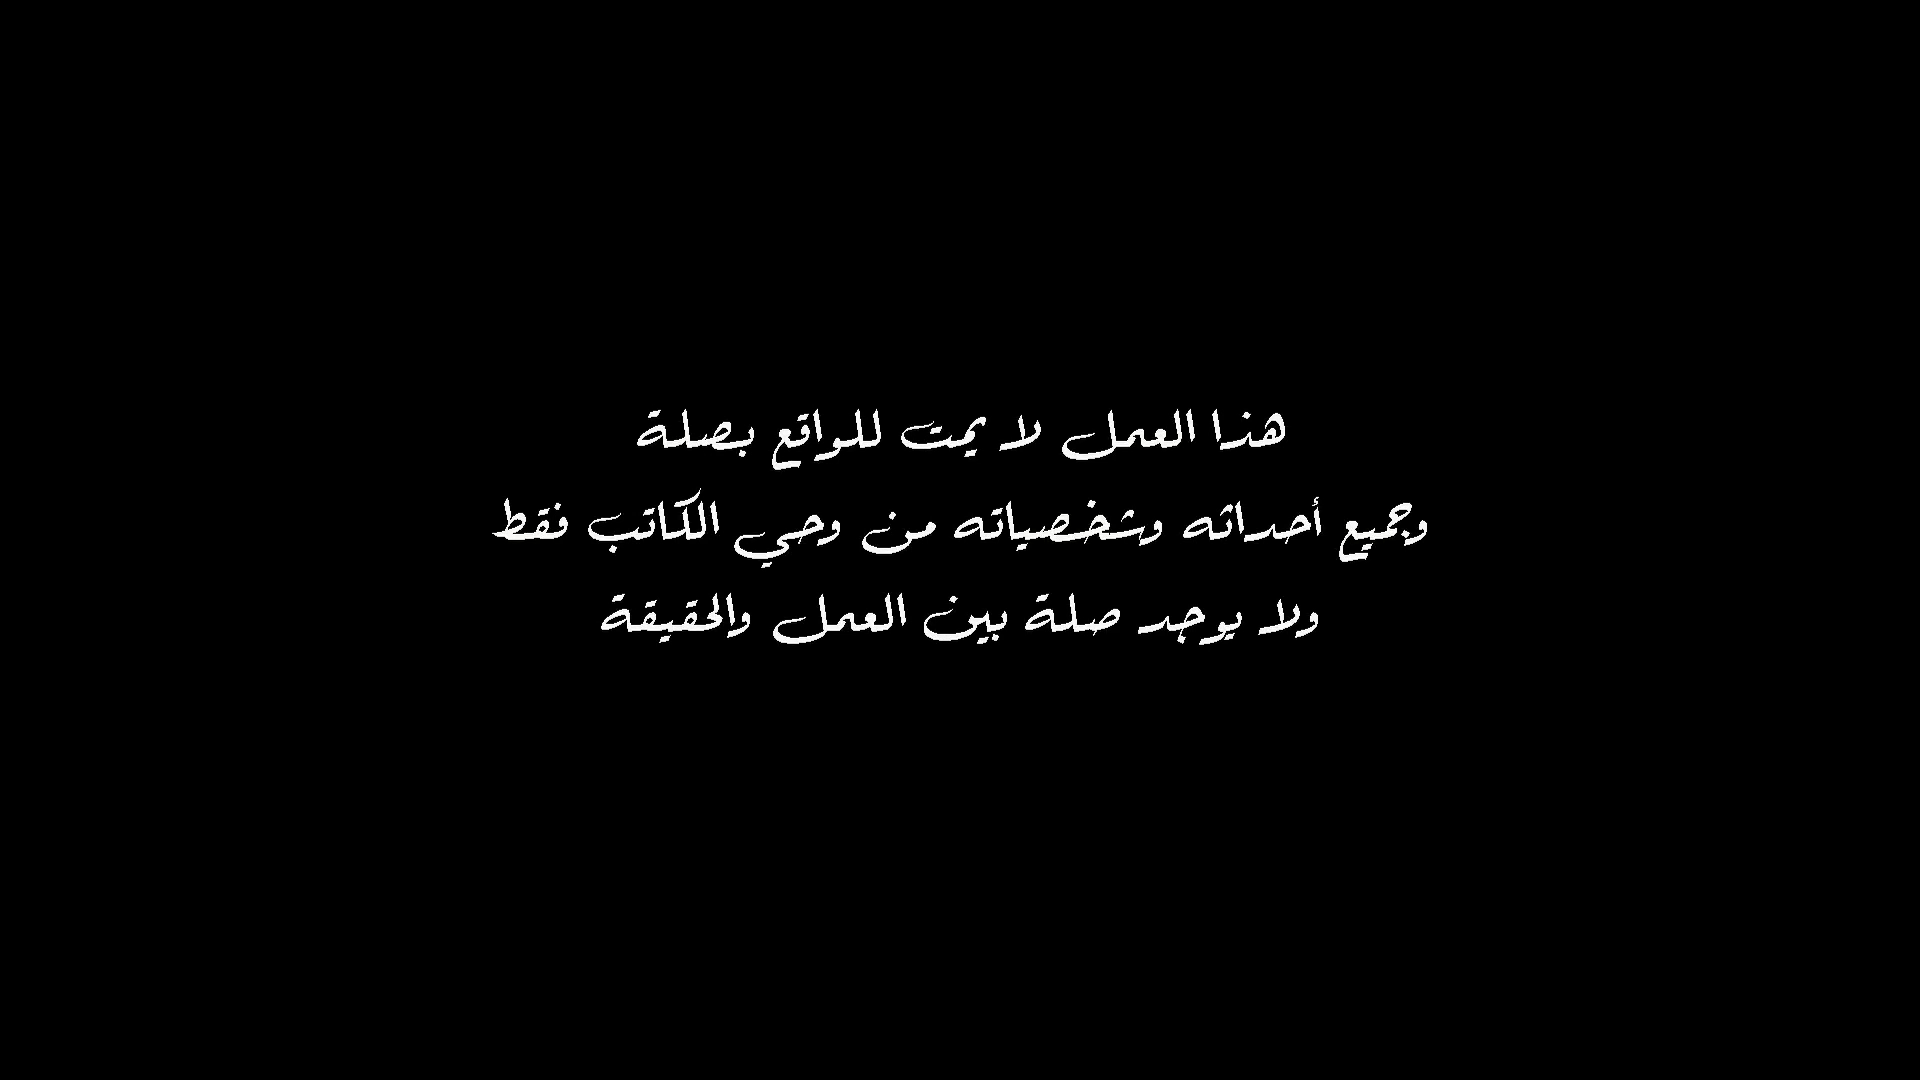 هذا العمل لا يمت للواقع بصلة
وجميع أحداثه وشخصياته من وحي الكاتب فقط
ولا يوجد صلة بين العمل والحقيقة